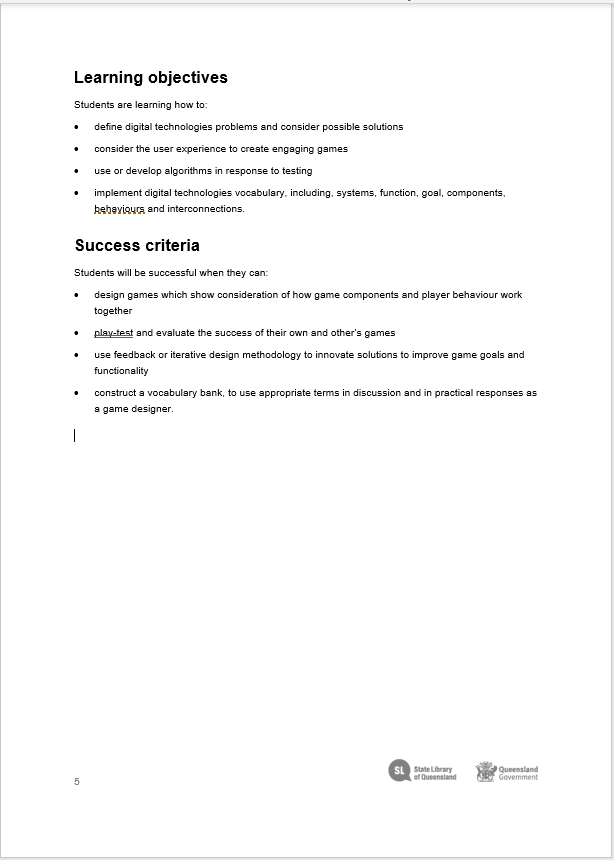 Learning objectives
Students are learning how to:
• define digital technologies problems and consider possible solutions
• consider the user experience to create engaging games
• use or develop algorithms in response to testing
• implement digital technologies vocabulary, including, systems, function, goal, components,
behaviours and interconnections.
Success criteria
Students will be successful when they can:
• design games which show consideration of how game components and player behaviour work
together
• play-test and evaluate the success of their own and other's games
• use feedback or iterative design methodology to innovate solutions to improve game goals and
functionality
• construct a vocabulary bank, to use appropriate terms in discussion and in practical responses as
a game designer.
5
SL State Library
of Queensland
Queensland
Government